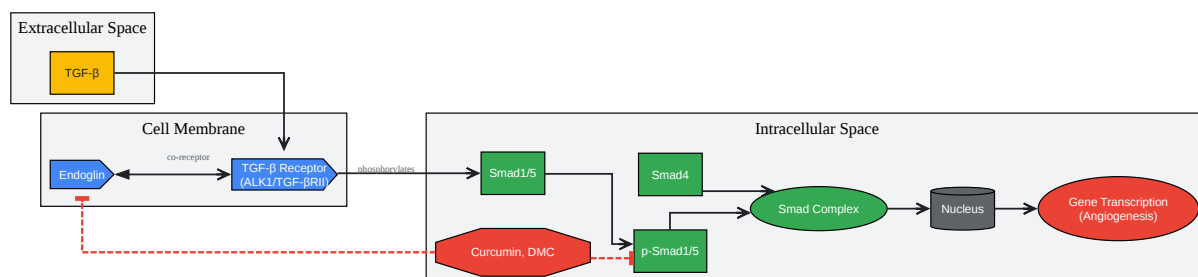 Extracellular Space
TGF-β
Cell Membrane
Endoglin
co-receptor
TGF-β Receptor
(ALK1/TGF-βRII)
phosphorylates
Intracellular Space
Smad1/5
Smad4
Curcumin, DMC
p-Smad1/5
Smad Complex
Nucleus
Gene Transcription
(Angiogenesis)